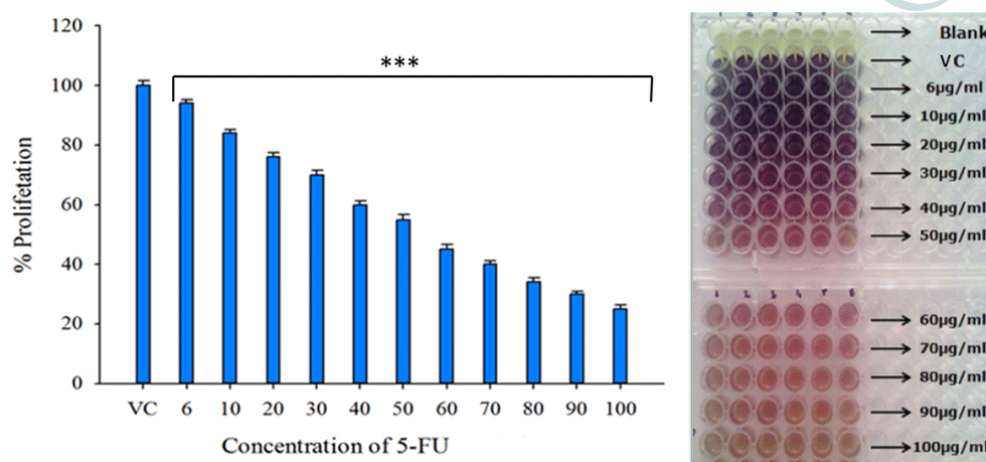 120
100
80
60
40
20
0
% Prolifetation
***
VC 6 10 20 30 40 50 60 70 80 90 100
Concentration of 5-FU
Blank
VC
6µg/ml
10µg/ml
20µg/ml
30µg/ml
40µg/ml
50µg/ml
60µg/ml
70µg/ml
80µg/ml
90µg/ml
100µg/ml